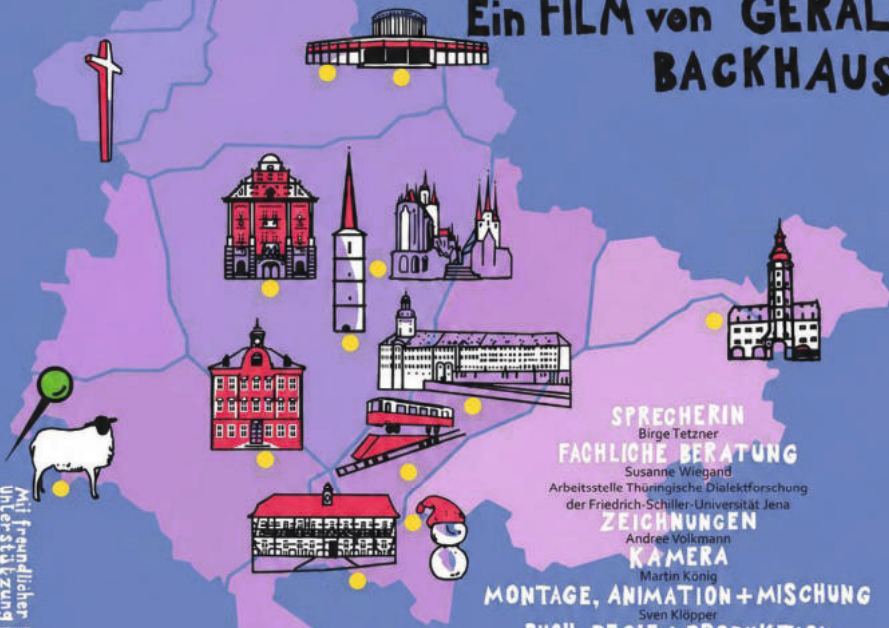 Ein FILM von GERAL
BACKHAUS
SPRECHERIN
Birge Tetzner
FACHLICHE BERATUNG
Susanne Wiegand
Arbeitsstelle Thüringische Dialektforschung
der Friedrich-Schiller-Universität Jena
ZEICHNUNGEN
Andree Volkmann
KAMERA
Martin König
MONTAGE, ANIMATION + MISCHUNG
Sven Klöpper
Mit freundlicher
Unterstützung